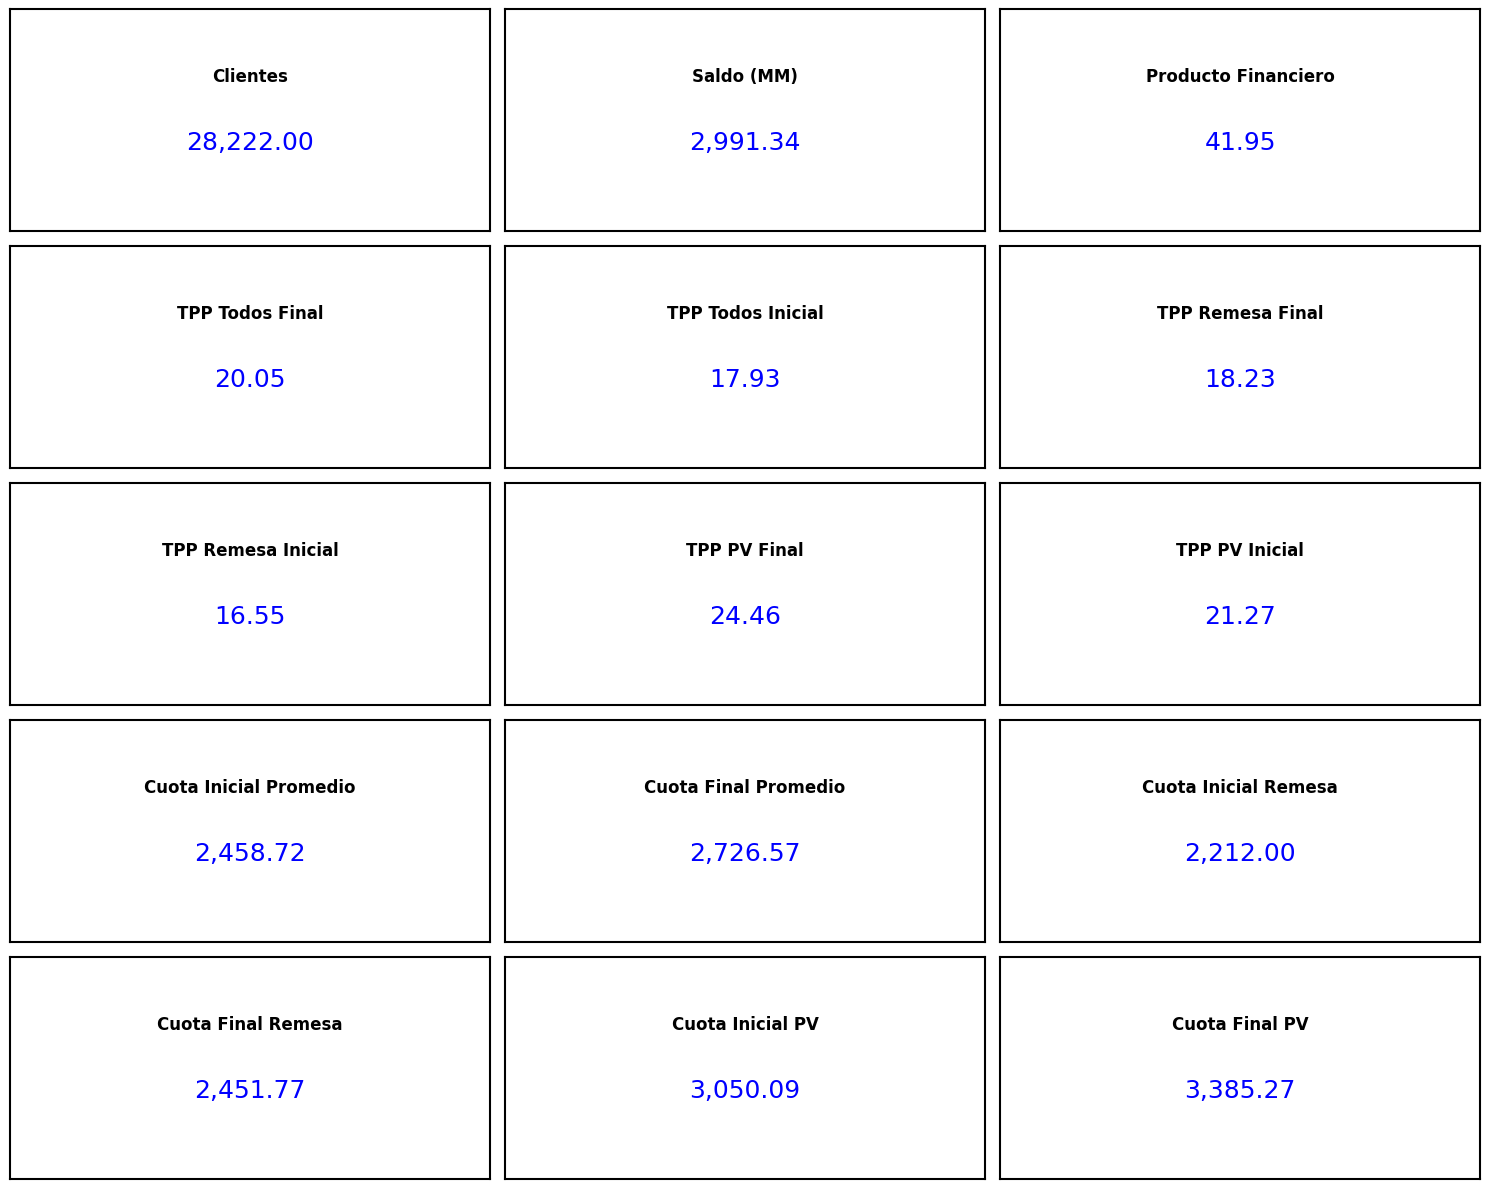 Clientes
28,222.00
Saldo (MM)
2,991.34
Producto Financiero
41.95
TPP Todos Final
20.05
TPP Todos Inicial
17.93
TPP Remesa Final
18.23
TPP Remesa Inicial
16.55
TPP PV Final
24.46
TPP PV Inicial
21.27
Cuota Inicial Promedio
2,458.72
Cuota Final Promedio
2,726.57
Cuota Inicial Remesa
2,212.00
Cuota Final Remesa
2,451.77
Cuota Inicial PV
3,050.09
Cuota Final PV
3,385.27